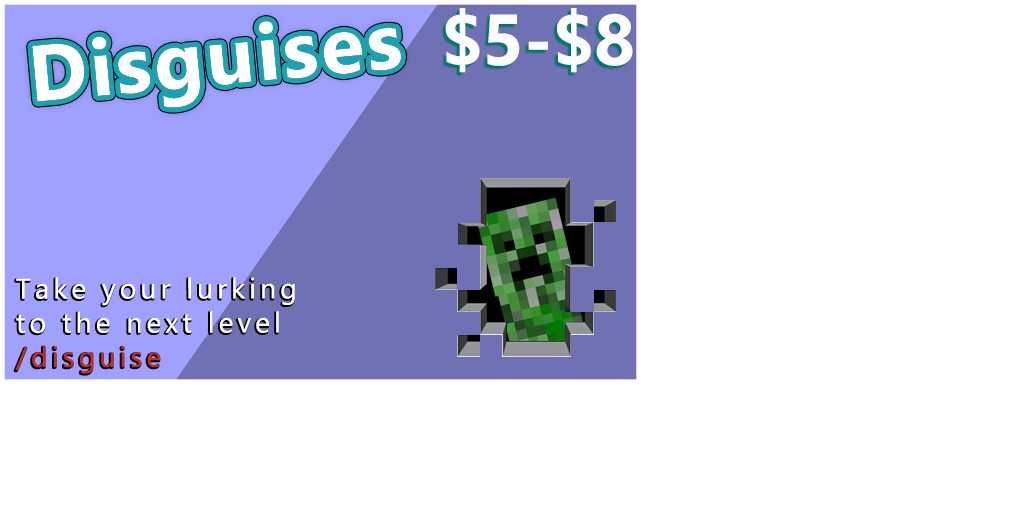 Disguises
$5-$8
Take your lurking
to the next level
/disguise